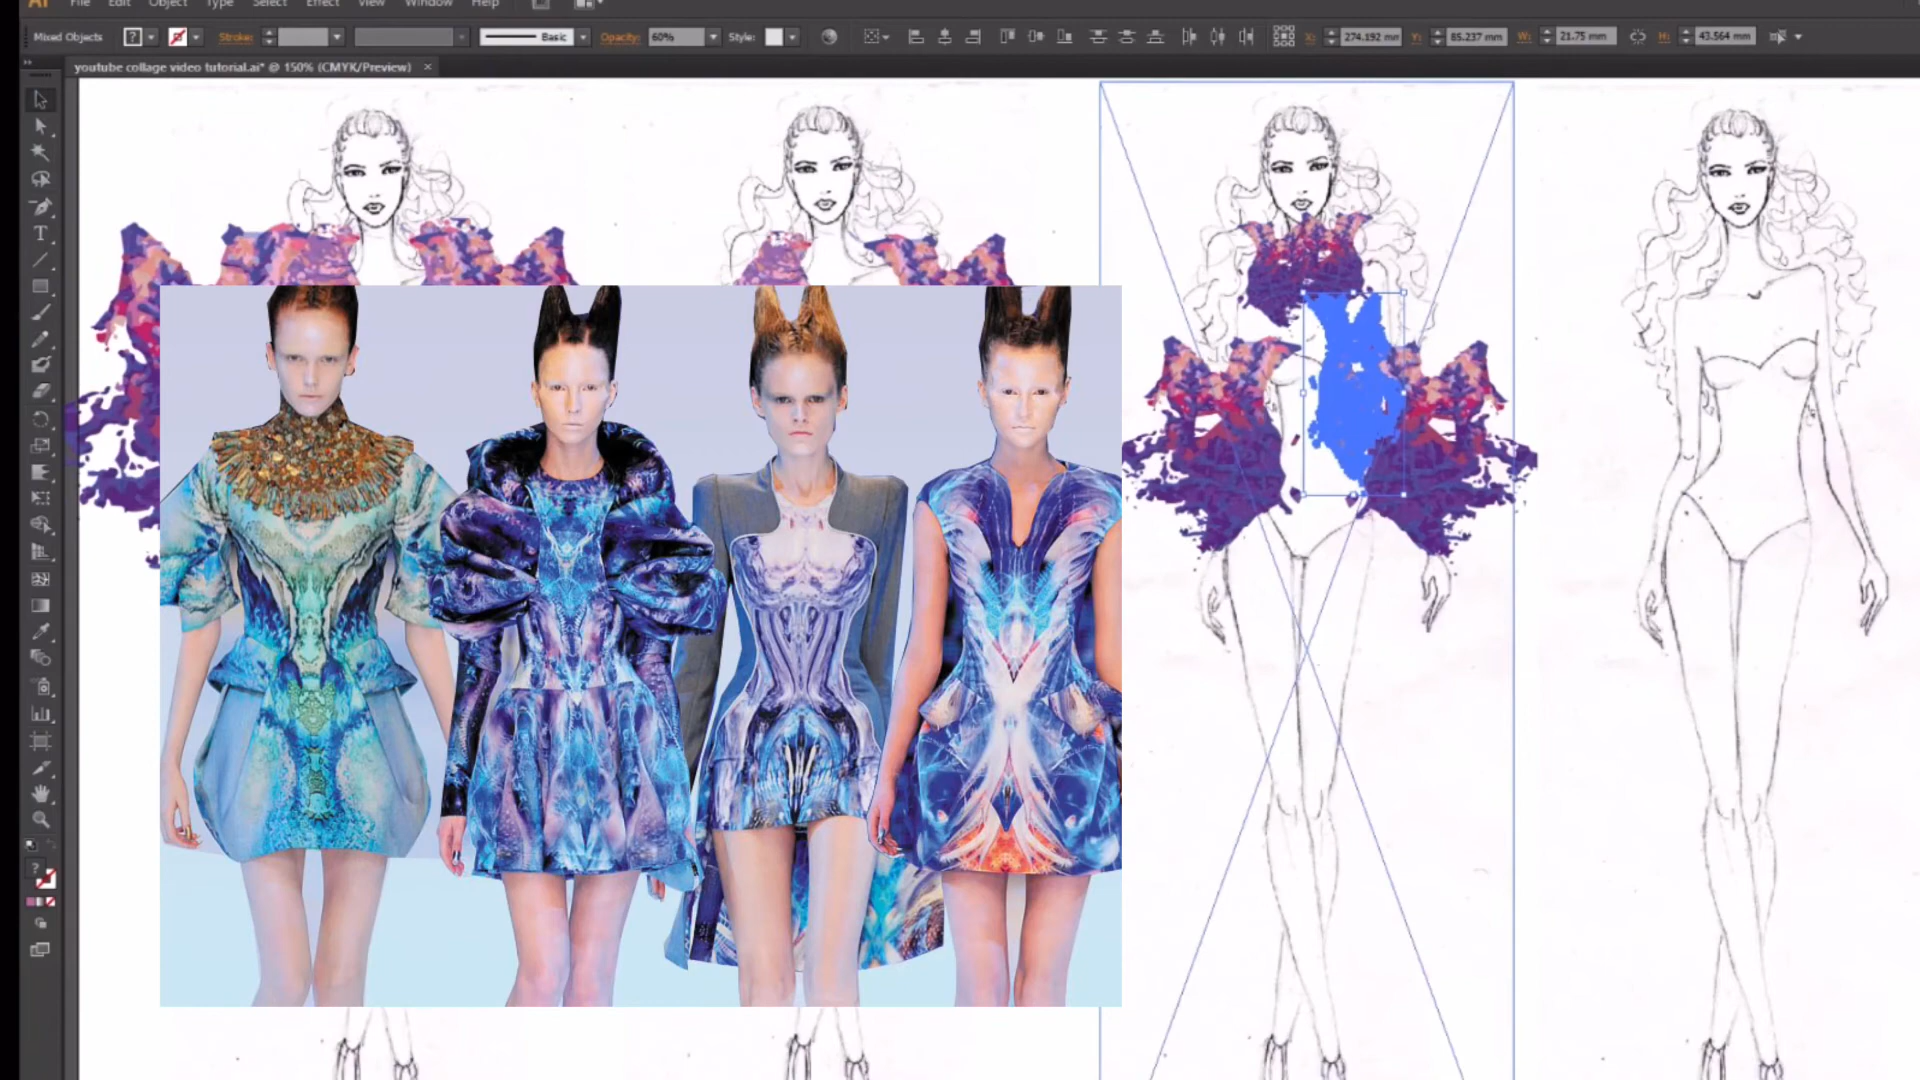 Ai File Edit Object Type Select Effect View Window Help
Mixed Objects ? Stroke: Basic Opacity: 60% Style: X: 274.192 mm Y: 85.237 mm W: 21.75 mm H: 43.564 mm
youtube collage video tutorial.ai* @ 150% (CMYK/Preview) ×
T
?